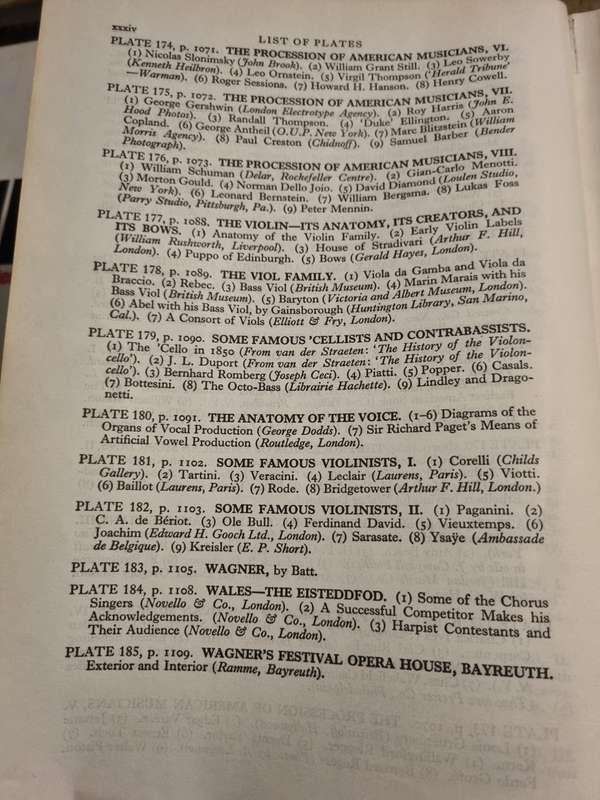 xxxiv
LIST OF PLATES
PLATE 174, p. 1071. THE PROCESSION OF AMERICAN MUSICIANS, VI.
(1) Nicolas Slonimsky (John Brook). (2) William Grant Still. (3) Leo Sowerby
(Kenneth Heilbron). (4) Leo Ornstein. (5) Virgil Thompson ('Herald Tribune'
—Warman). (6) Roger Sessions. (7) Howard H. Hanson. (8) Henry Cowell.
PLATE 175, p. 1072. THE PROCESSION OF AMERICAN MUSICIANS, VII.
(1) George Gershwin (London Electrotype Agency). (2) Roy Harris (John E.
Hood Photos). (3) Randall Thompson. (4) 'Duke' Ellington. (5) Aaron
Copland. (6) George Antheil (O.U.P. New York). (7) Marc Blitzstein (William
Morris Agency). (8) Paul Creston (Chidnoff). (9) Samuel Barber (Bender
Photograph).
PLATE 176, p. 1073. THE PROCESSION OF AMERICAN MUSICIANS, VIII.
(1) William Schuman (Delar, Rochefeller Centre). (2) Gian-Carlo Menotti.
(3) Morton Gould. (4) Norman Dello Joio. (5) David Diamond (Loulen Studio,
New York). (6) Leonard Bernstein. (7) William Bergsma. (8) Lukas Foss
(Parry Studio, Pittsburgh, Pa.). (9) Peter Mennin.
PLATE 177, p. 1088. THE VIOLIN—ITS ANATOMY, ITS CREATORS, AND
ITS BOWS. (1) Anatomy of the Violin Family. (2) Early Violin Labels
(William Rushworth, Liverpool). (3) House of Stradivari (Arthur F. Hill,
London). (4) Puppo of Edinburgh. (5) Bows (Gerald Hayes, London).
PLATE 178, p. 1089. THE VIOL FAMILY. (1) Viola da Gamba and Viola da
Braccio. (2) Rebec. (3) Bass Viol (British Museum). (4) Marin Marais with his
Bass Viol (British Museum). (5) Baryton (Victoria and Albert Museum, London).
(6) Abel with his Bass Viol, by Gainsborough (Huntington Library, San Marino,
Cal.). (7) A Consort of Viols (Elliott & Fry, London).
PLATE 179, p. 1090. SOME FAMOUS 'CELLISTS AND CONTRABASSISTS.
(1) The 'Cello in 1850 (From van der Straeten: 'The History of the Violon-
cello'). (2) J. L. Duport (From van der Straeten: 'The History of the Violon-
cello'). (3) Bernhard Romberg (Joseph Ceci). (4) Piatti. (5) Popper. (6) Casals.
(7) Bottesini. (8) The Octo-Bass (Librairie Hachette). (9) Lindley and Drago-
netti.
PLATE 180, p. 1091. THE ANATOMY OF THE VOICE. (1–6) Diagrams of the
Organs of Vocal Production (George Dodds). (7) Sir Richard Paget's Means of
Artificial Vowel Production (Routledge, London).
PLATE 181, p. 1102. SOME FAMOUS VIOLINISTS, I. (1) Corelli (Childs
Gallery). (2) Tartini. (3) Veracini. (4) Leclair (Laurens, Paris). (5) Viotti.
(6) Baillot (Laurens, Paris). (7) Rode. (8) Bridgetower (Arthur F. Hill, London.)
PLATE 182, p. 1103. SOME FAMOUS VIOLINISTS, II. (1) Paganini. (2)
C. A. de Bériot. (3) Ole Bull. (4) Ferdinand David. (5) Vieuxtemps. (6)
Joachim (Edward H. Gooch Ltd., London). (7) Sarasate. (8) Ysaÿe (Ambassade
de Belgique). (9) Kreisler (E. P. Short).
PLATE 183, p. 1105. WAGNER, by Batt.
PLATE 184, p. 1108. WALES—THE EISTEDDFOD. (1) Some of the Chorus
Singers (Novello & Co., London). (2) A Successful Competitor Makes his
Acknowledgements. (Novello & Co., London). (3) Harpist Contestants and
Their Audience (Novello & Co., London).
PLATE 185, p. 1109. WAGNER'S FESTIVAL OPERA HOUSE, BAYREUTH.
Exterior and Interior (Ramme, Bayreuth).